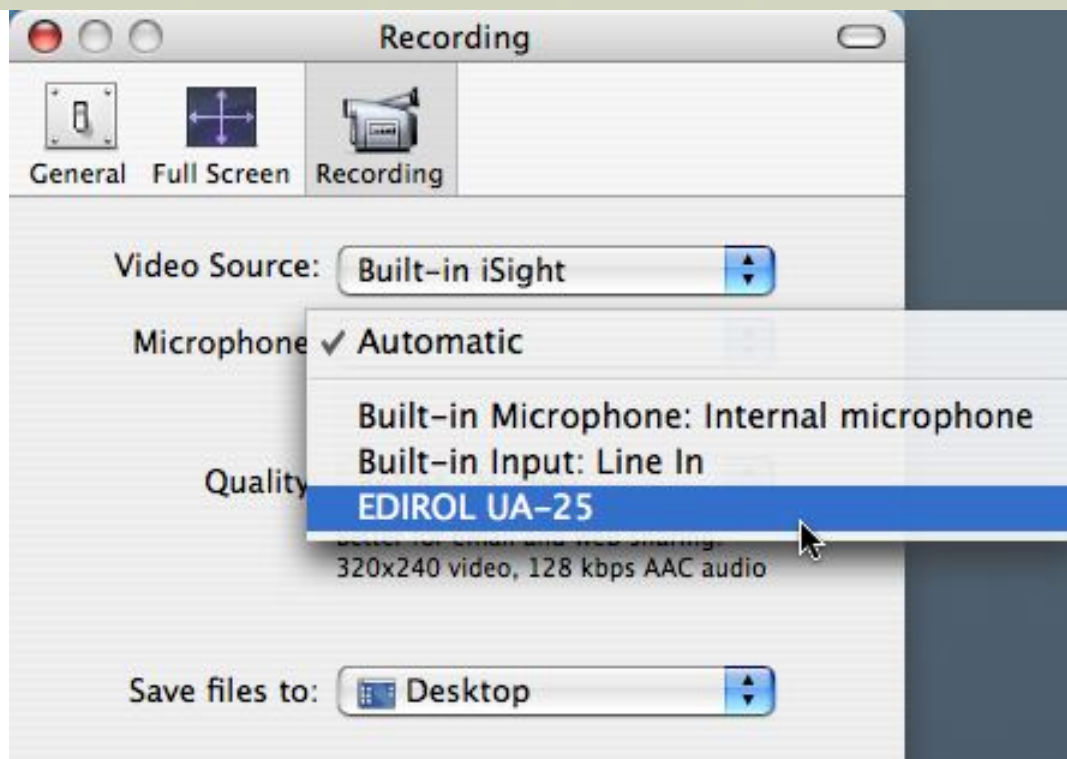 Recording
General Full Screen Recording
Video Source: Built-in iSight
Microphone ✓ Automatic
Built-in Microphone: Internal microphone
Built-in Input: Line In
Quality
EDIROL UA-25
320x240 video, 128 kbps AAC audio
Save files to: Desktop